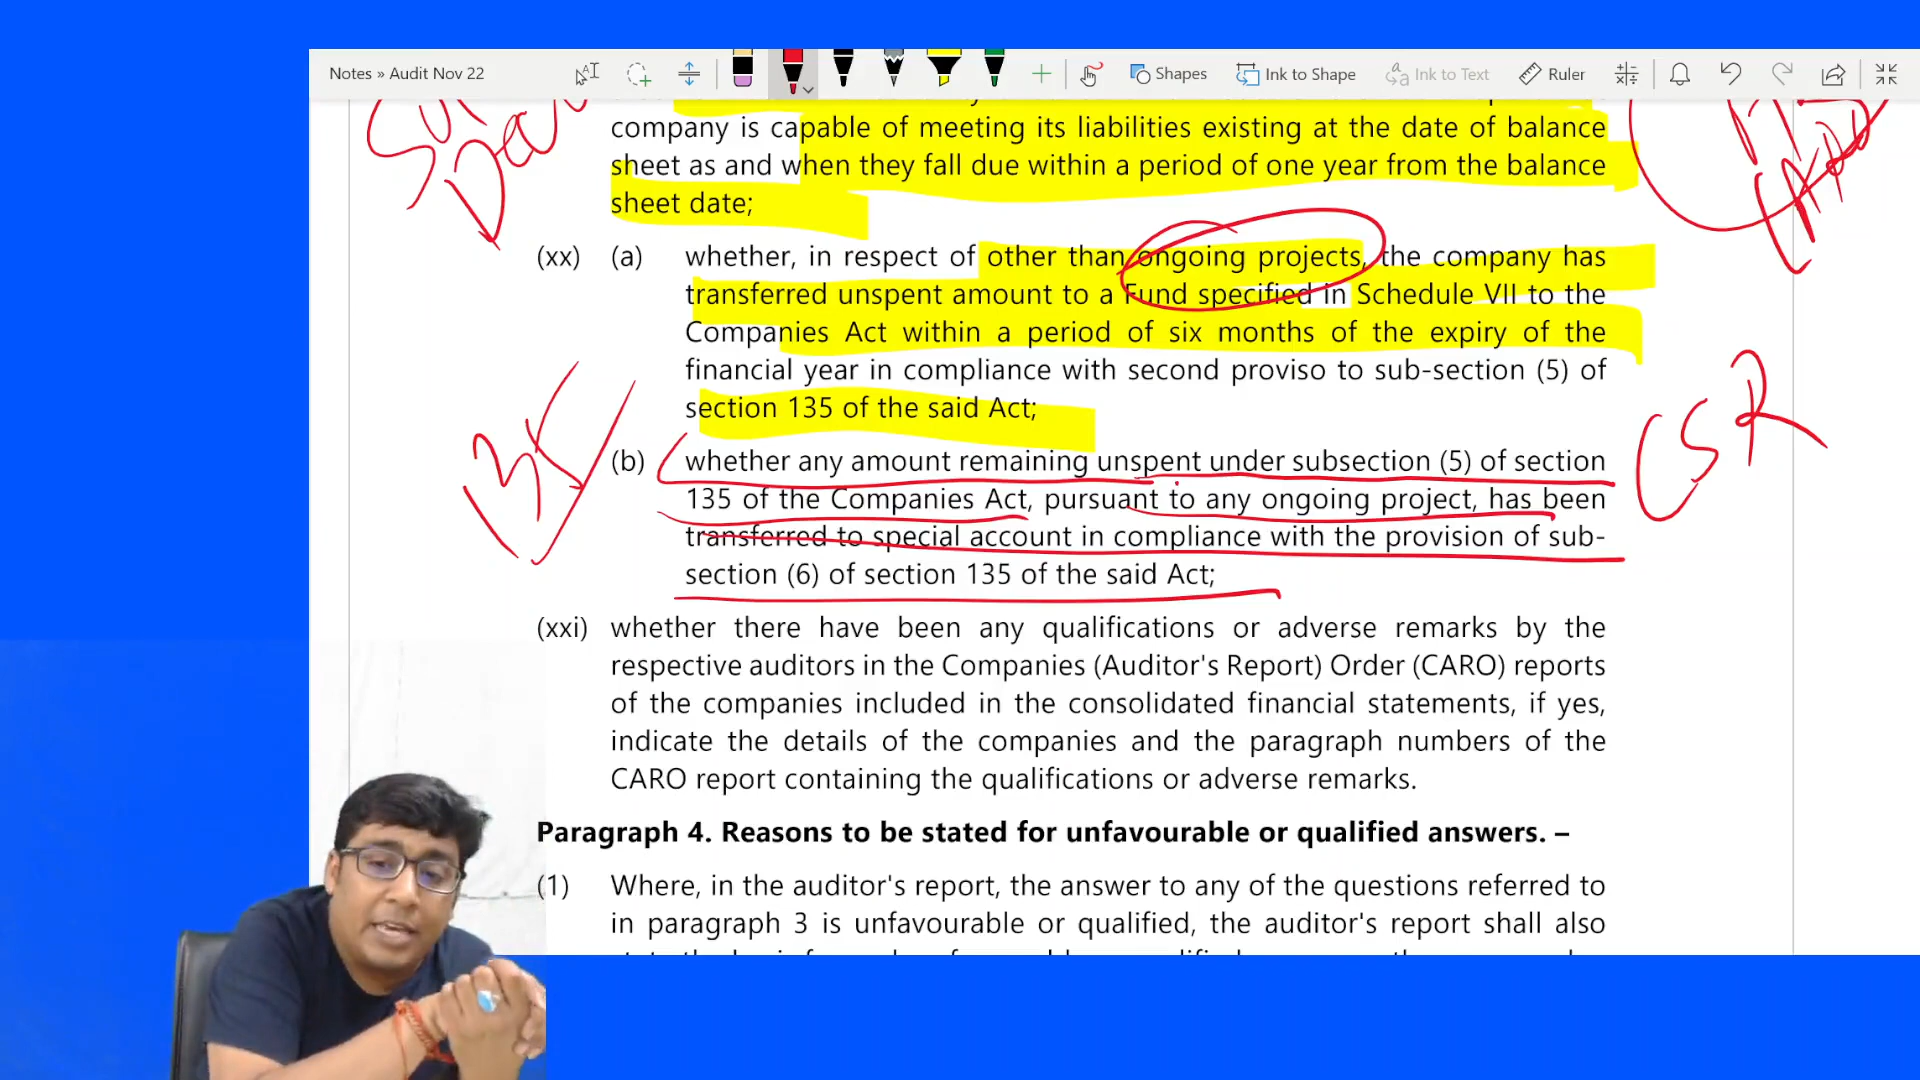 Notes » Audit Nov 22
Shapes
Ink to Shape
Ink to Text
Ruler
company is capable of meeting its liabilities existing at the date of balance
sheet as and when they fall due within a period of one year from the balance
sheet date;
(xx) (a) whether, in respect of other than ongoing projects, the company has
transferred unspent amount to a Fund specified in Schedule VII to the
Companies Act within a period of six months of the expiry of the
financial year in compliance with second proviso to sub-section (5) of
section 135 of the said Act;
135
CSR
(b) whether any amount remaining unspent under subsection (5) of section
135 of the Companies Act, pursuant to any ongoing project, has been
transferred to special account in compliance with the provision of sub-
section (6) of section 135 of the said Act;
(xxi) whether there have been any qualifications or adverse remarks by the
respective auditors in the Companies (Auditor's Report) Order (CARO) reports
of the companies included in the consolidated financial statements, if yes,
indicate the details of the companies and the paragraph numbers of the
CARO report containing the qualifications or adverse remarks.
Paragraph 4. Reasons to be stated for unfavourable or qualified answers. –
(1) Where, in the auditor's report, the answer to any of the questions referred to
in paragraph 3 is unfavourable or qualified, the auditor's report shall also